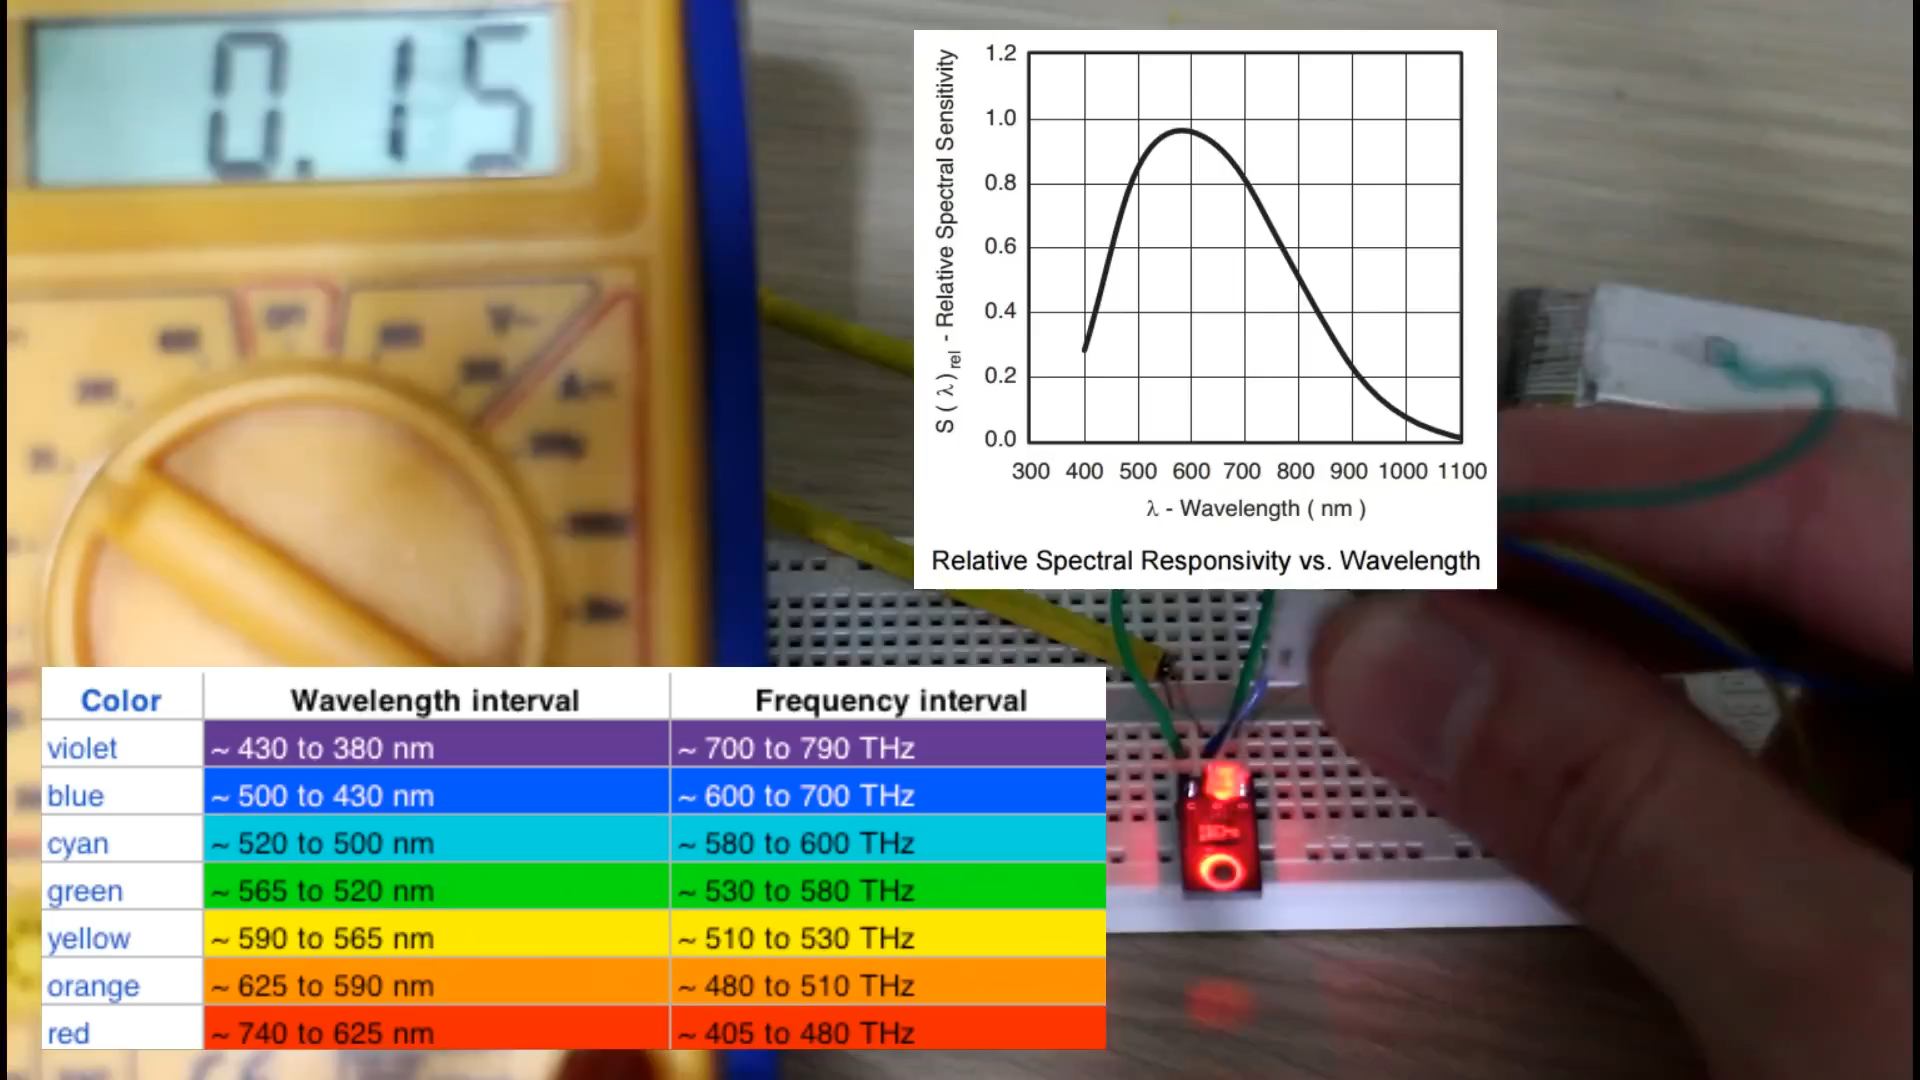 0.15
S ( λ )rel - Relative Spectral Sensitivity
1.2
1.0
0.8
0.6
0.4
0.2
0.0
300 400 500 600 700 800 900 1000 1100
λ - Wavelength ( nm )
Relative Spectral Responsivity vs. Wavelength
Color Wavelength interval Frequency interval
violet ~ 430 to 380 nm ~ 700 to 790 THz
blue ~ 500 to 430 nm ~ 600 to 700 THz
cyan ~ 520 to 500 nm ~ 580 to 600 THz
green ~ 565 to 520 nm ~ 530 to 580 THz
yellow ~ 590 to 565 nm ~ 510 to 530 THz
orange ~ 625 to 590 nm ~ 480 to 510 THz
red ~ 740 to 625 nm ~ 405 to 480 THz